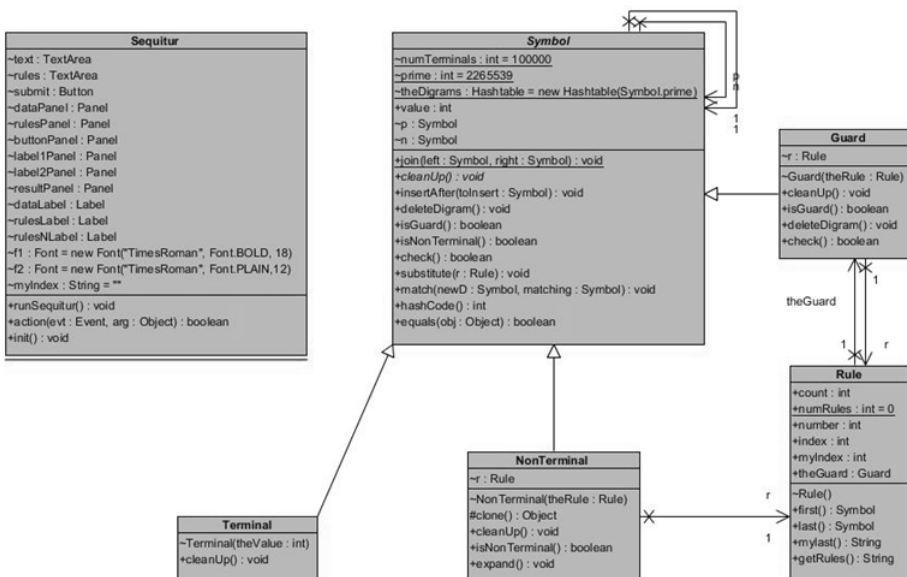 Sequitur
~text : TextArea
~rules : TextArea
~submit : Button
~dataPanel : Panel
~rulesPanel : Panel
~buttonPanel : Panel
~label1Panel : Panel
~label2Panel : Panel
~resultPanel : Panel
~dataLabel : Label
~rulesLabel : Label
~rulesNLabel : Label
~f1 : Font = new Font("TimesRoman", Font.BOLD, 18)
~f2 : Font = new Font("TimesRoman", Font.PLAIN,12)
~myIndex : String = ""
+runSequitur() : void
+action(evt : Event, arg : Object) : boolean
+init() : void
Symbol
~numTerminals : int = 100000
~prime : int = 2265539
~theDigrams : Hashtable = new Hashtable(Symbol.prime)
+value : int
~p : Symbol
~n : Symbol
+join(left : Symbol, right : Symbol) : void
+cleanUp() : void
+insertAfter(toInsert : Symbol) : void
+deleteDigram() : void
+isGuard() : boolean
+isNonTerminal() : boolean
+check() : boolean
+substitute(r : Rule) : void
+match(newD : Symbol, matching : Symbol) : void
+hashCode() : int
+equals(obj : Object) : boolean
p
n
1
1
Guard
~r : Rule
~Guard(theRule : Rule)
+cleanUp() : void
+isGuard() : boolean
+deleteDigram() : void
+check() : boolean
1
theGuard
1
r
Rule
+count : int
+numRules : int = 0
+number : int
+index : int
+myIndex : int
+theGuard : Guard
~Rule()
+first() : Symbol
+last() : Symbol
+mylast() : String
+getRules() : String
NonTerminal
~r : Rule
~NonTerminal(theRule : Rule)
#clone() : Object
+cleanUp() : void
+isNonTerminal() : boolean
+expand() : void
r
1
Terminal
~Terminal(theValue : int)
+cleanUp() : void